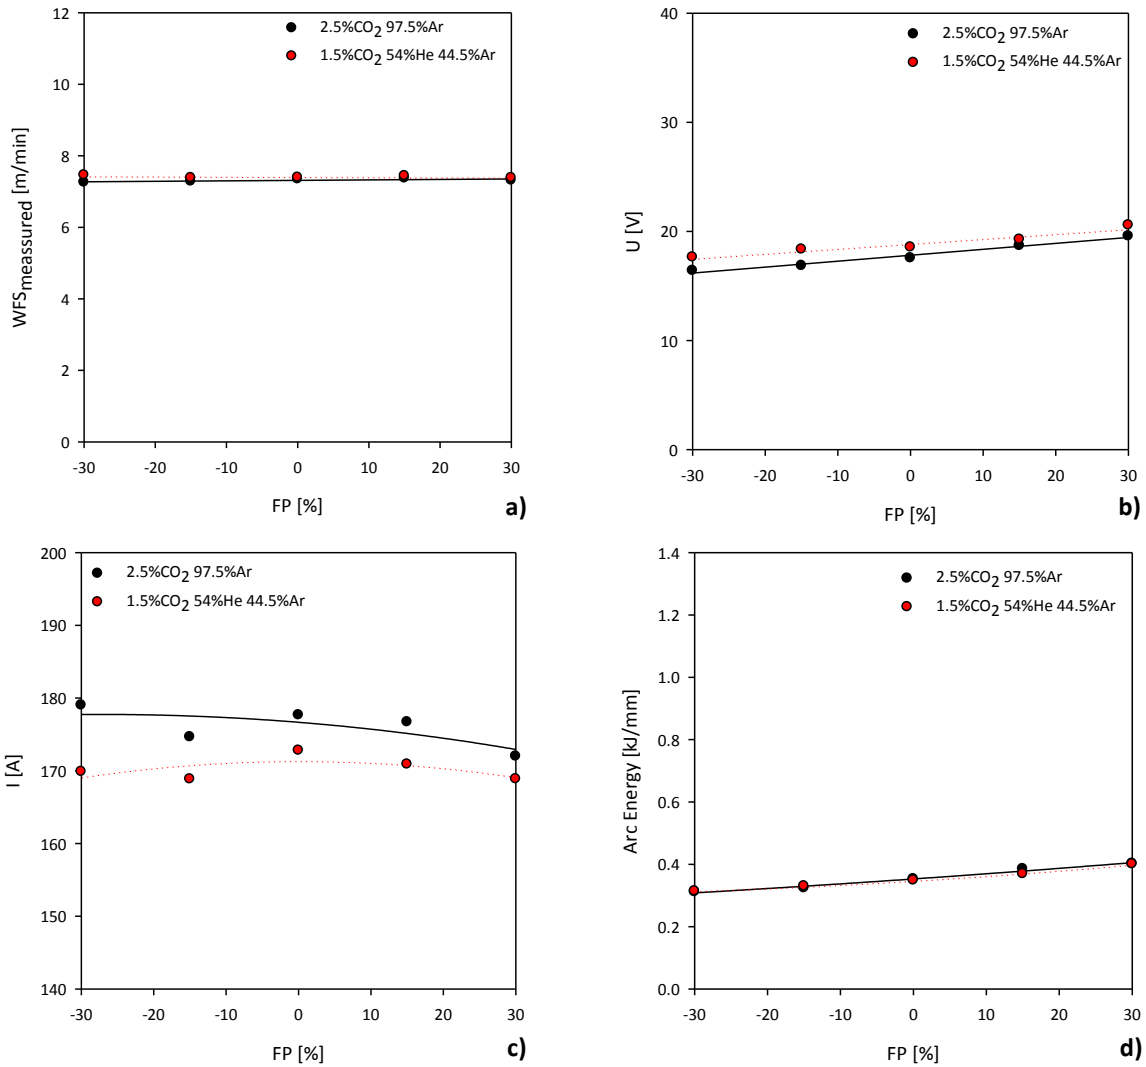 12
2.5%CO2 97.5%Ar
1.5%CO2 54%He 44.5%Ar
10
8
6
4
2
0
WFSmeassured [m/min]
-30 -20 -10 0 10 20 30
FP [%]
a)
40
2.5%CO2 97.5%Ar
1.5%CO2 54%He 44.5%Ar
30
20
10
0
U [V]
-30 -20 -10 0 10 20 30
FP [%]
b)
200
2.5%CO2 97.5%Ar
1.5%CO2 54%He 44.5%Ar
190
180
170
160
150
140
I [A]
-30 -20 -10 0 10 20 30
FP [%]
c)
1.4
2.5%CO2 97.5%Ar
1.5%CO2 54%He 44.5%Ar
1.2
1.0
0.8
0.6
0.4
0.2
0.0
Arc Energy [kJ/mm]
-30 -20 -10 0 10 20 30
FP [%]
d)